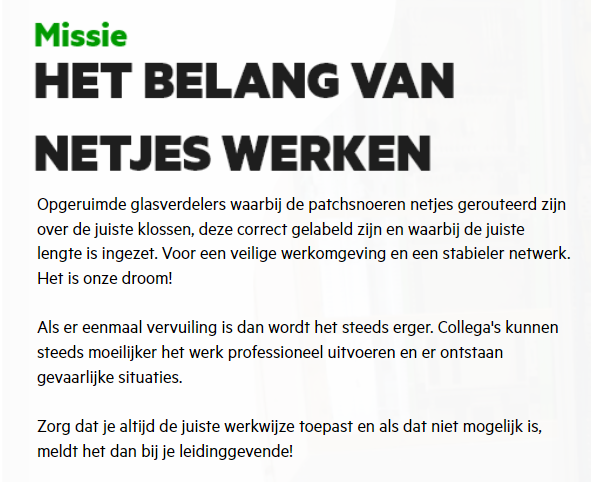 Missie
HET BELANG VAN
NETJES WERKEN
Opgeruimde glasverdelers waarbij de patchsnoeren netjes gerouteerd zijn
over de juiste klossen, deze correct gelabeld zijn en waarbij de juiste
lengte is ingezet. Voor een veilige werkomgeving en een stabieler netwerk.
Het is onze droom!
Als er eenmaal vervuiling is dan wordt het steeds erger. Collega's kunnen
steeds moeilijker het werk professioneel uitvoeren en er ontstaan
gevaarlijke situaties.
Zorg dat je altijd de juiste werkwijze toepast en als dat niet mogelijk is,
meldt het dan bij je leidinggevende!